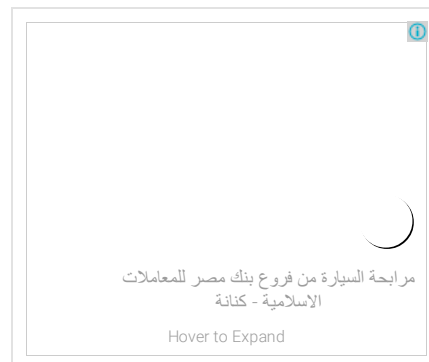 مرابحة السيارة من فروع بنك مصر للمعاملات
الاسلامية - كنانة
Hover to Expand